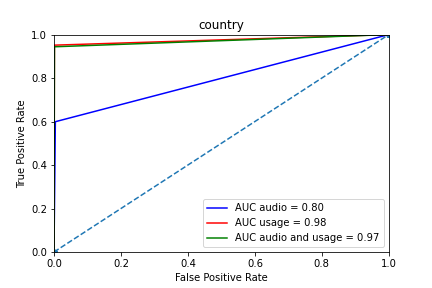 country
1.0
0.8
0.6
0.4
0.2
0.0
True Positive Rate
AUC audio = 0.80
AUC usage = 0.98
AUC audio and usage = 0.97
0.0 0.2 0.4 0.6 0.8 1.0
False Positive Rate